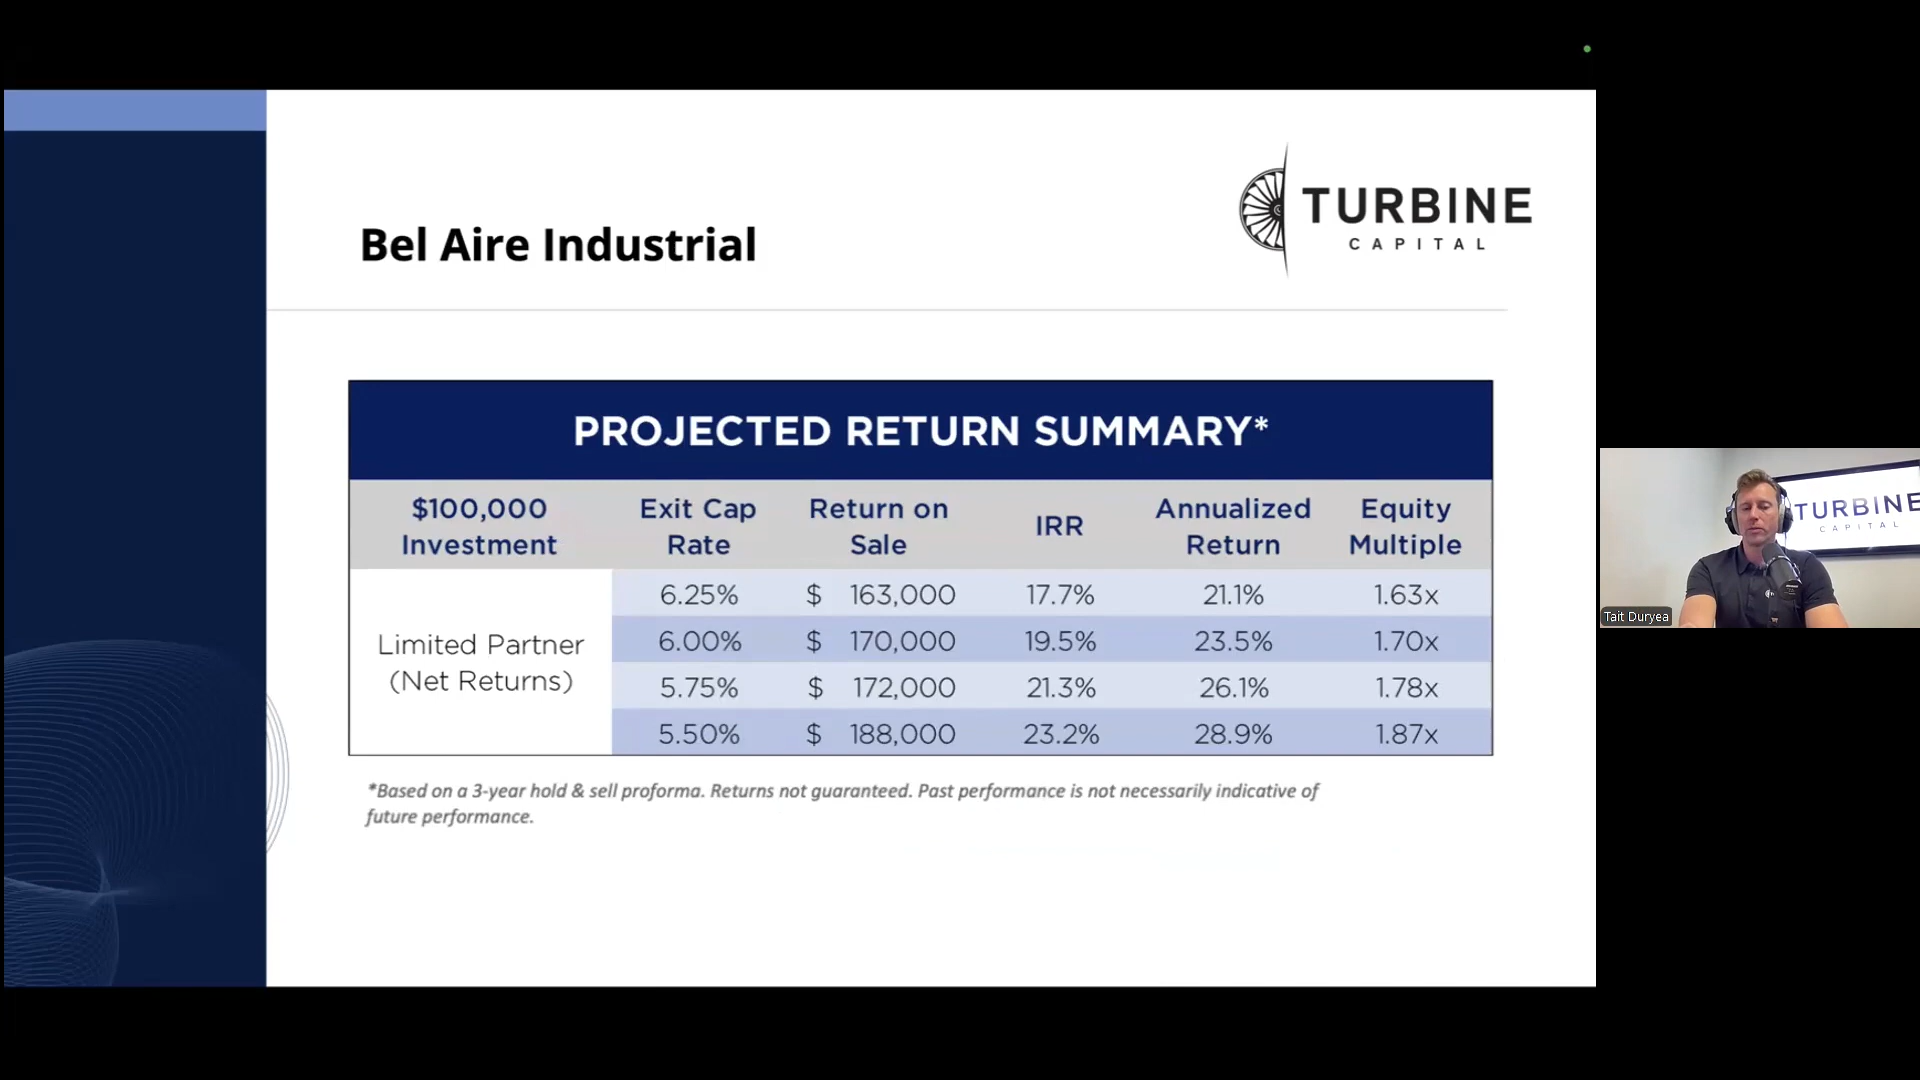 TURBINE
CAPITAL
Bel Aire Industrial
PROJECTED RETURN SUMMARY*
$100,000 Investment Exit Cap Rate Return on Sale IRR Annualized Return Equity Multiple
Limited Partner (Net Returns)
6.25% $ 163,000 17.7% 21.1% 1.63x
6.00% $ 170,000 19.5% 23.5% 1.70x
5.75% $ 172,000 21.3% 26.1% 1.78x
5.50% $ 188,000 23.2% 28.9% 1.87x
*Based on a 3-year hold & sell proforma. Returns not guaranteed. Past performance is not necessarily indicative of
future performance.
TURBINE
CAPITAL
Tait Duryea